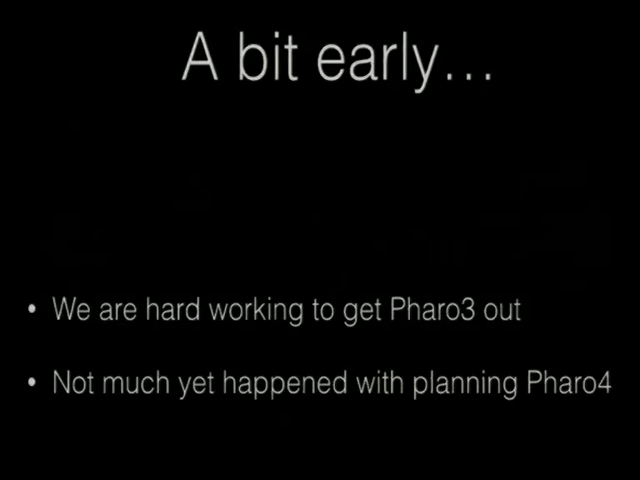 A bit early...
• We are hard working to get Pharo3 out
• Not much yet happened with planning Pharo4